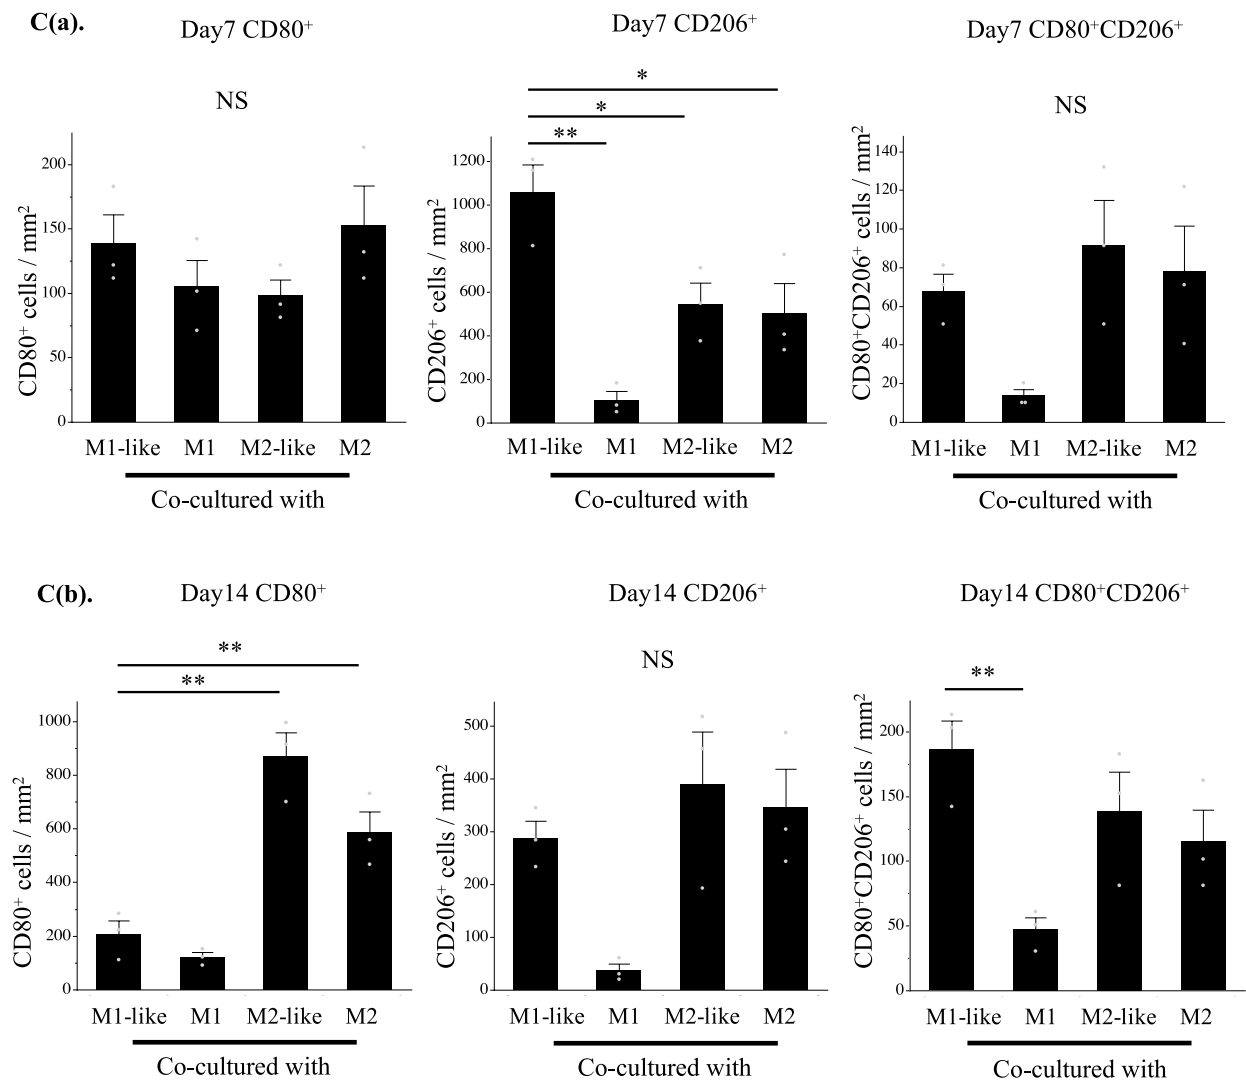 C(a).
Day7 CD80⁺
Day7 CD206⁺
Day7 CD80⁺CD206⁺
NS
*
*
**
NS
CD80⁺ cells / mm²
200
150
100
50
0
CD206⁺ cells / mm²
1200
1000
800
600
400
200
0
CD80⁺CD206⁺ cells / mm²
140
120
100
80
60
40
20
0
M1-like M1 M2-like M2
M1-like M1 M2-like M2
M1-like M1 M2-like M2
Co-cultured with
Co-cultured with
Co-cultured with
C(b).
Day14 CD80⁺
Day14 CD206⁺
Day14 CD80⁺CD206⁺
**
**
NS
**
CD80⁺ cells / mm²
1000
800
600
400
200
0
CD206⁺ cells / mm²
500
400
300
200
100
0
CD80⁺CD206⁺ cells / mm²
200
150
100
50
0
M1-like M1 M2-like M2
M1-like M1 M2-like M2
M1-like M1 M2-like M2
Co-cultured with
Co-cultured with
Co-cultured with